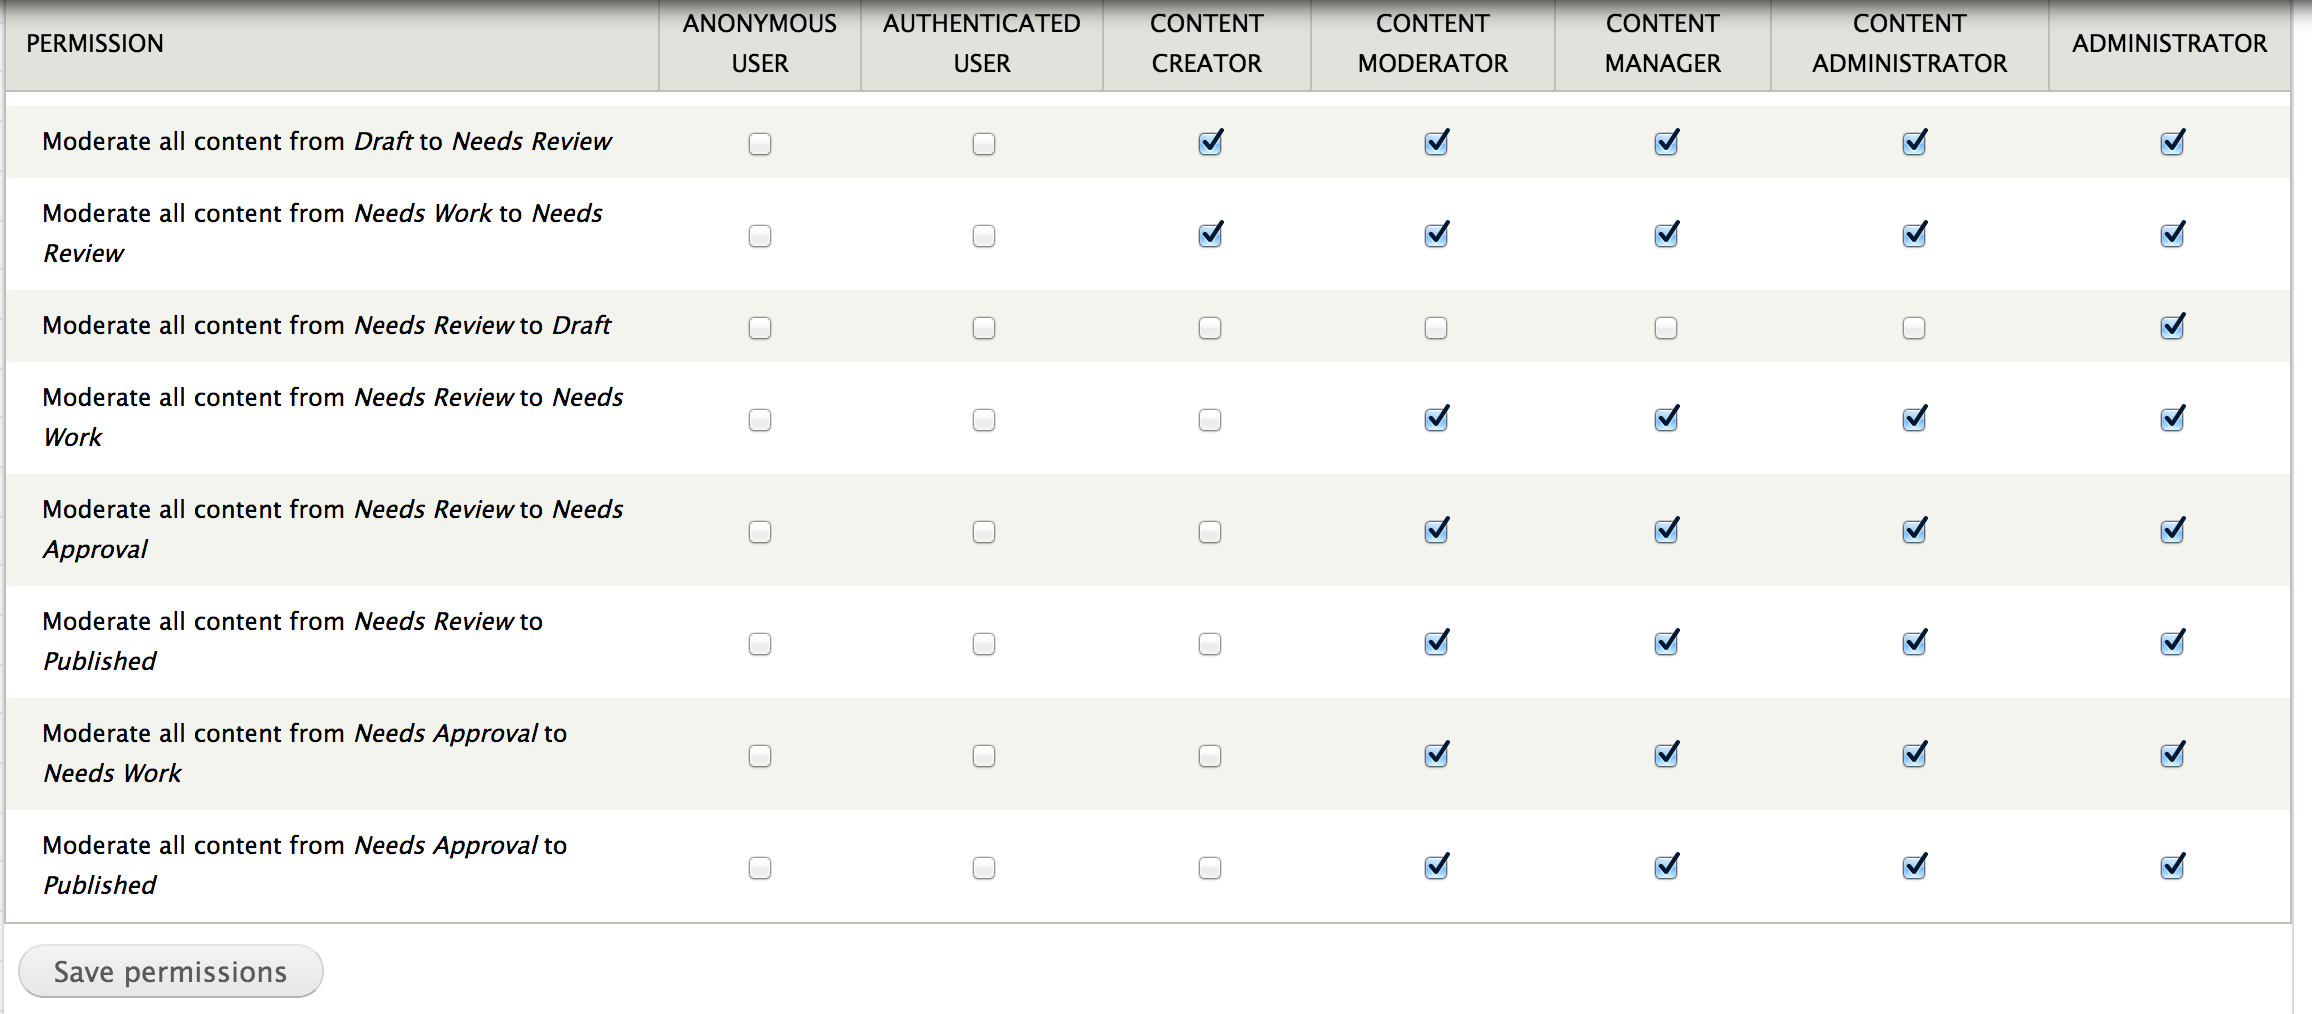 PERMISSION
ANONYMOUS
USER
AUTHENTICATED
USER
CONTENT
CREATOR
CONTENT
MODERATOR
CONTENT
MANAGER
CONTENT
ADMINISTRATOR
ADMINISTRATOR
Moderate all content from Draft to Needs Review
Moderate all content from Needs Work to Needs
Review
Moderate all content from Needs Review to Draft
Moderate all content from Needs Review to Needs
Work
Moderate all content from Needs Review to Needs
Approval
Moderate all content from Needs Review to
Published
Moderate all content from Needs Approval to
Needs Work
Moderate all content from Needs Approval to
Published
Save permissions